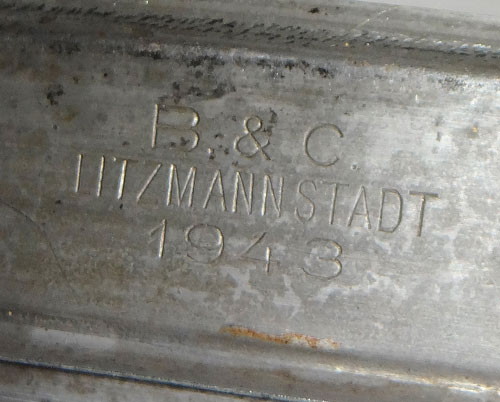 B. & C.
LITZMANNSTADT
1943